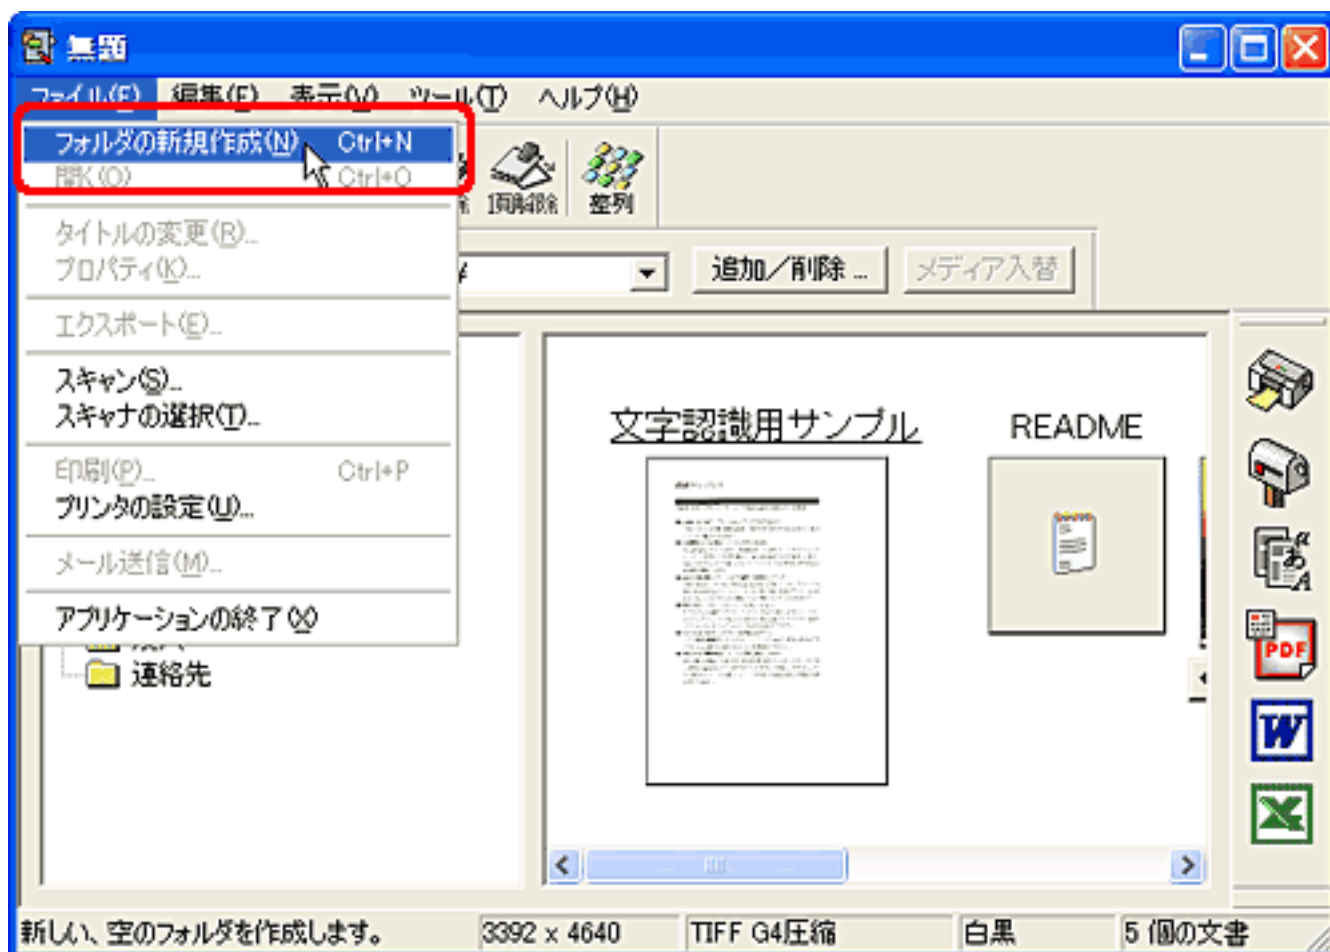 無題
ファイル(F) 編集(E) 表示(V) ツール(T) ヘルプ(H)
フォルダの新規作成(N) Ctrl+N
開く(O) Ctrl+O
1頁解除 整列
タイトルの変更(R)...
プロパティ(K)...
追加／削除 ... メディア入替
エクスポート(E)...
スキャン(S)...
スキャナの選択(T)...
文字認識用サンプル README
印刷(P)... Ctrl+P
プリンタの設定(U)...
メール送信(M)...
アプリケーションの終了(X)
連絡先
PDF
新しい、空のフォルダを作成します。 3392 x 4640 TIFF G4圧縮 白黒 5 個の文書